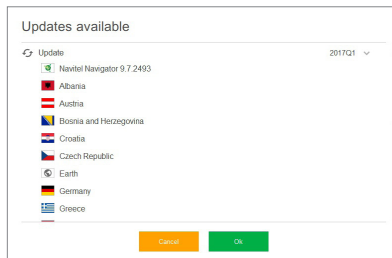 Updates available
Update 2017Q1
Navitel Navigator 9.7.2493
Albania
Austria
Bosnia and Herzegovina
Croatia
Czech Republic
Earth
Germany
Greece
Cancel Ok